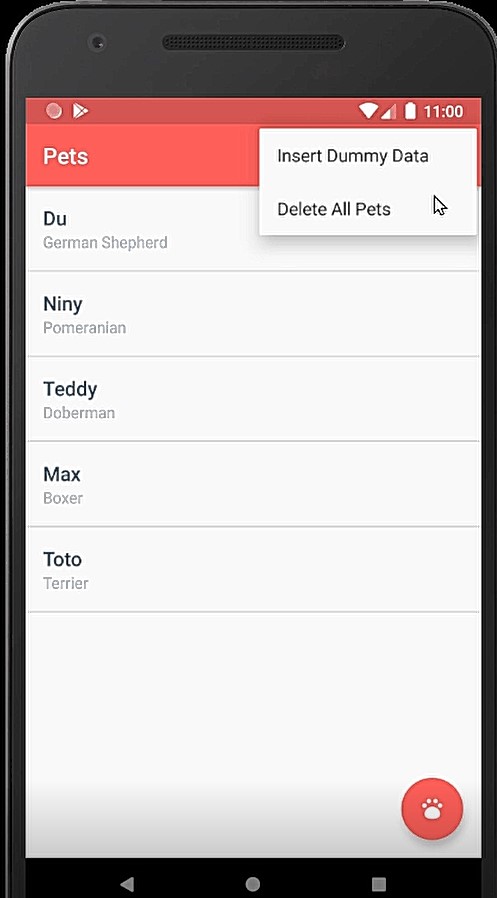 11:00
Pets
Insert Dummy Data
Delete All Pets
Du
German Shepherd
Niny
Pomeranian
Teddy
Doberman
Max
Boxer
Toto
Terrier